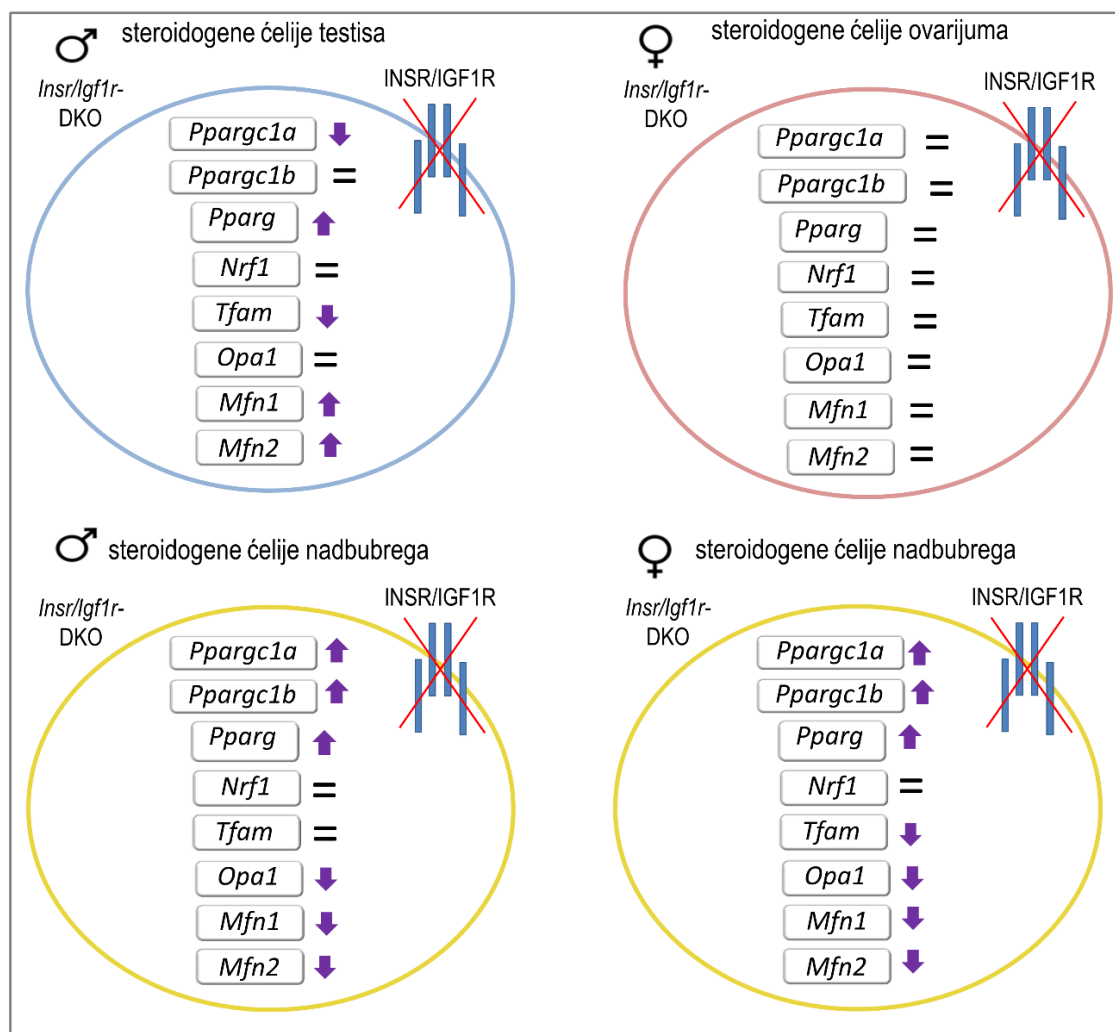 ♂ steroidogene ćelije testisa
Insr/Igf1r-
DKO
INSR/IGF1R
Ppargc1a
Ppargc1b =
Pparg
Nrf1 =
Tfam
Opa1 =
Mfn1
Mfn2
♀ steroidogene ćelije ovarijuma
Insr/Igf1r-
DKO
INSR/IGF1R
Ppargc1a =
Ppargc1b =
Pparg =
Nrf1 =
Tfam =
Opa1 =
Mfn1 =
Mfn2 =
♂ steroidogene ćelije nadbubrega
Insr/Igf1r-
DKO
INSR/IGF1R
Ppargc1a
Ppargc1b
Pparg
Nrf1 =
Tfam =
Opa1
Mfn1
Mfn2
♀ steroidogene ćelije nadbubrega
Insr/Igf1r-
DKO
INSR/IGF1R
Ppargc1a
Ppargc1b
Pparg
Nrf1 =
Tfam
Opa1
Mfn1
Mfn2